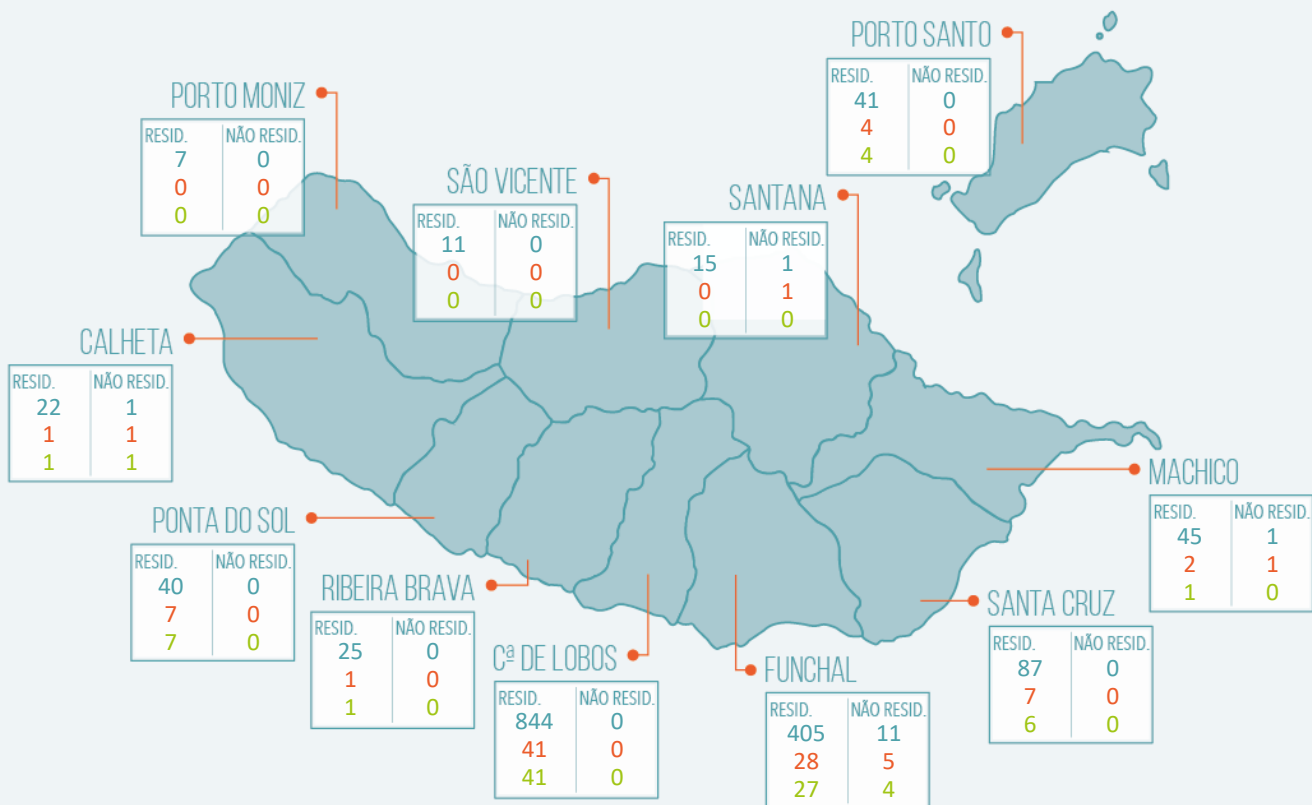 PORTO SANTO
RESID. NÃO RESID.
41 0
4 0
4 0
PORTO MONIZ
RESID. NÃO RESID.
7 0
0 0
0 0
SÃO VICENTE
RESID. NÃO RESID.
11 0
0 0
0 0
SANTANA
RESID. NÃO RESID.
15 1
0 1
0 0
CALHETA
RESID. NÃO RESID.
22 1
1 1
1 1
MACHICO
RESID. NÃO RESID.
45 1
2 1
1 0
PONTA DO SOL
RESID. NÃO RESID.
40 0
7 0
7 0
RIBEIRA BRAVA
RESID. NÃO RESID.
25 0
1 0
1 0
Cª DE LOBOS
RESID. NÃO RESID.
844 0
41 0
41 0
FUNCHAL
RESID. NÃO RESID.
405 11
28 5
27 4
SANTA CRUZ
RESID. NÃO RESID.
87 0
7 0
6 0